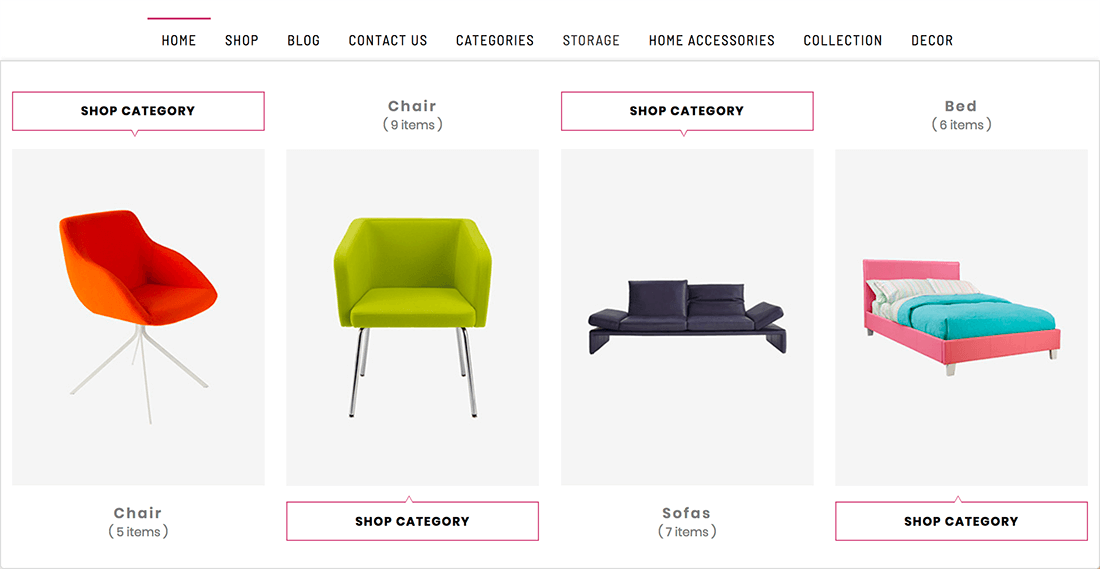 HOME SHOP BLOG CONTACT US CATEGORIES STORAGE HOME ACCESSORIES COLLECTION DECOR
SHOP CATEGORY
Chair
( 5 items )
Chair
( 9 items )
SHOP CATEGORY
SHOP CATEGORY
Sofas
( 7 items )
Bed
( 6 items )
SHOP CATEGORY